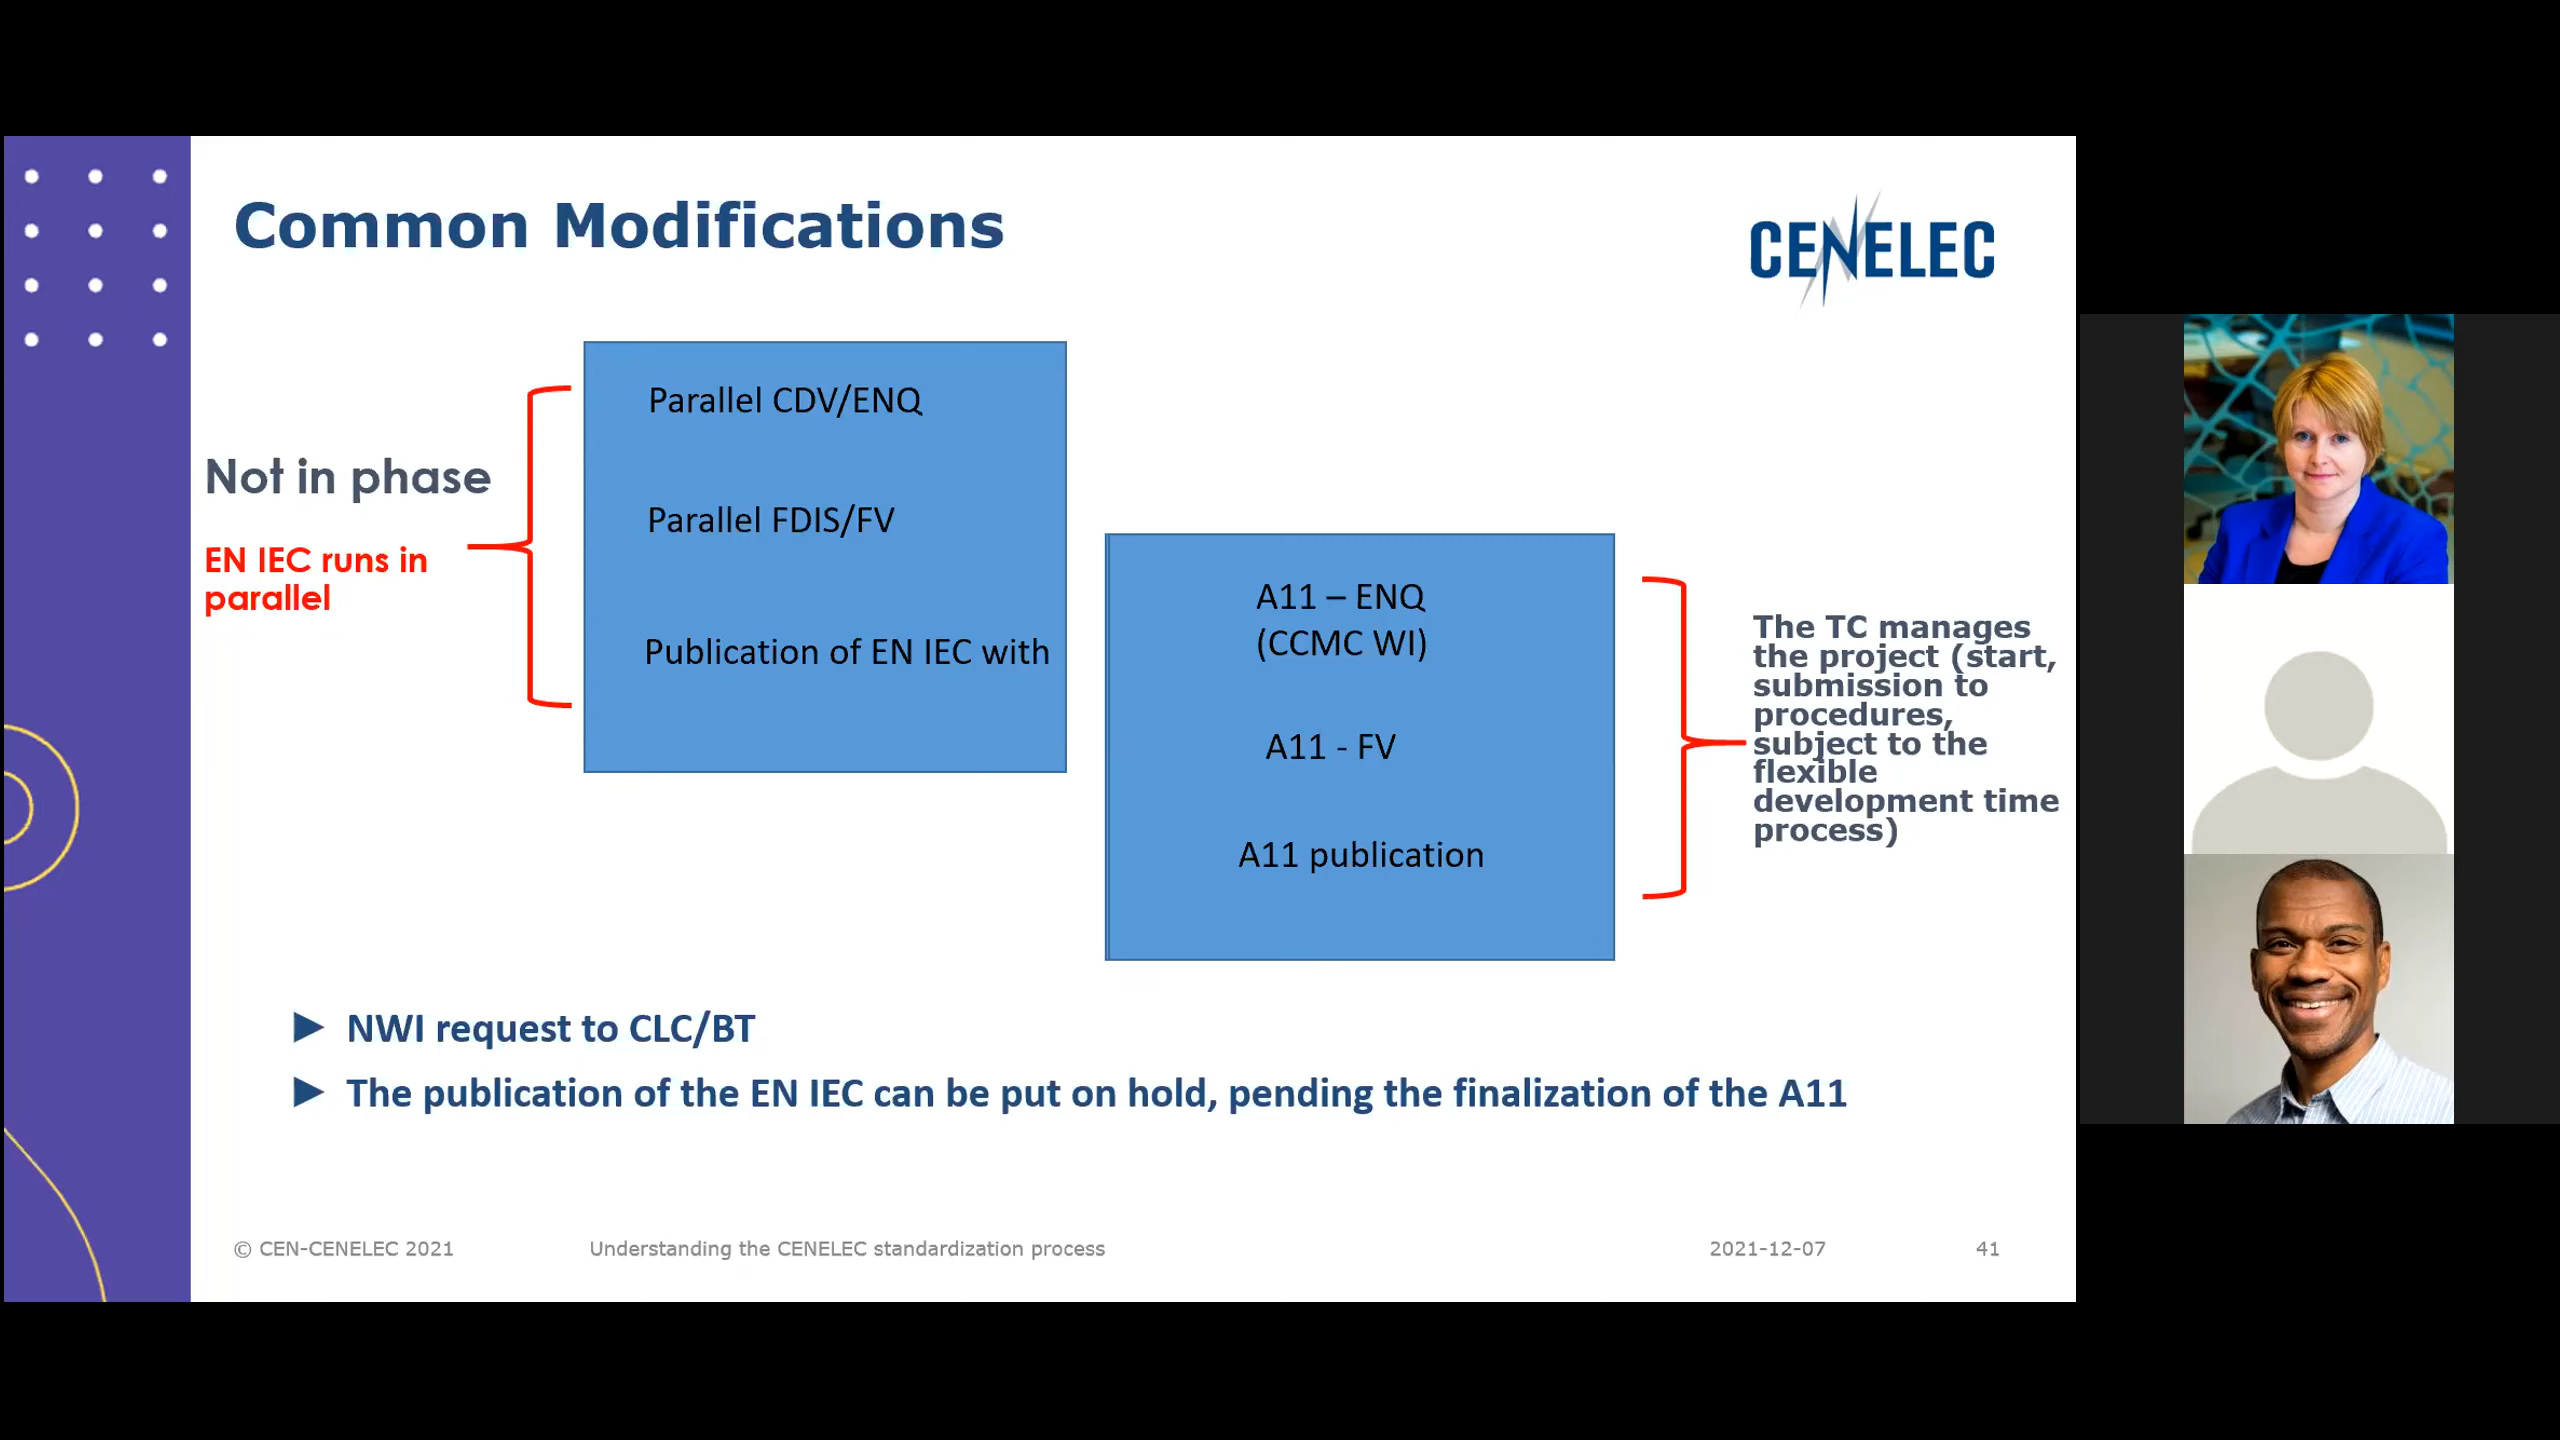 Common Modifications
CENELEC
Not in phase
EN IEC runs in
parallel
Parallel CDV/ENQ
Parallel FDIS/FV
Publication of EN IEC with
A11 – ENQ
(CCMC WI)
A11 - FV
A11 publication
The TC manages
the project (start,
submission to
procedures,
subject to the
flexible
development time
process)
► NWI request to CLC/BT
► The publication of the EN IEC can be put on hold, pending the finalization of the A11
© CEN-CENELEC 2021
Understanding the CENELEC standardization process
2021-12-07
41